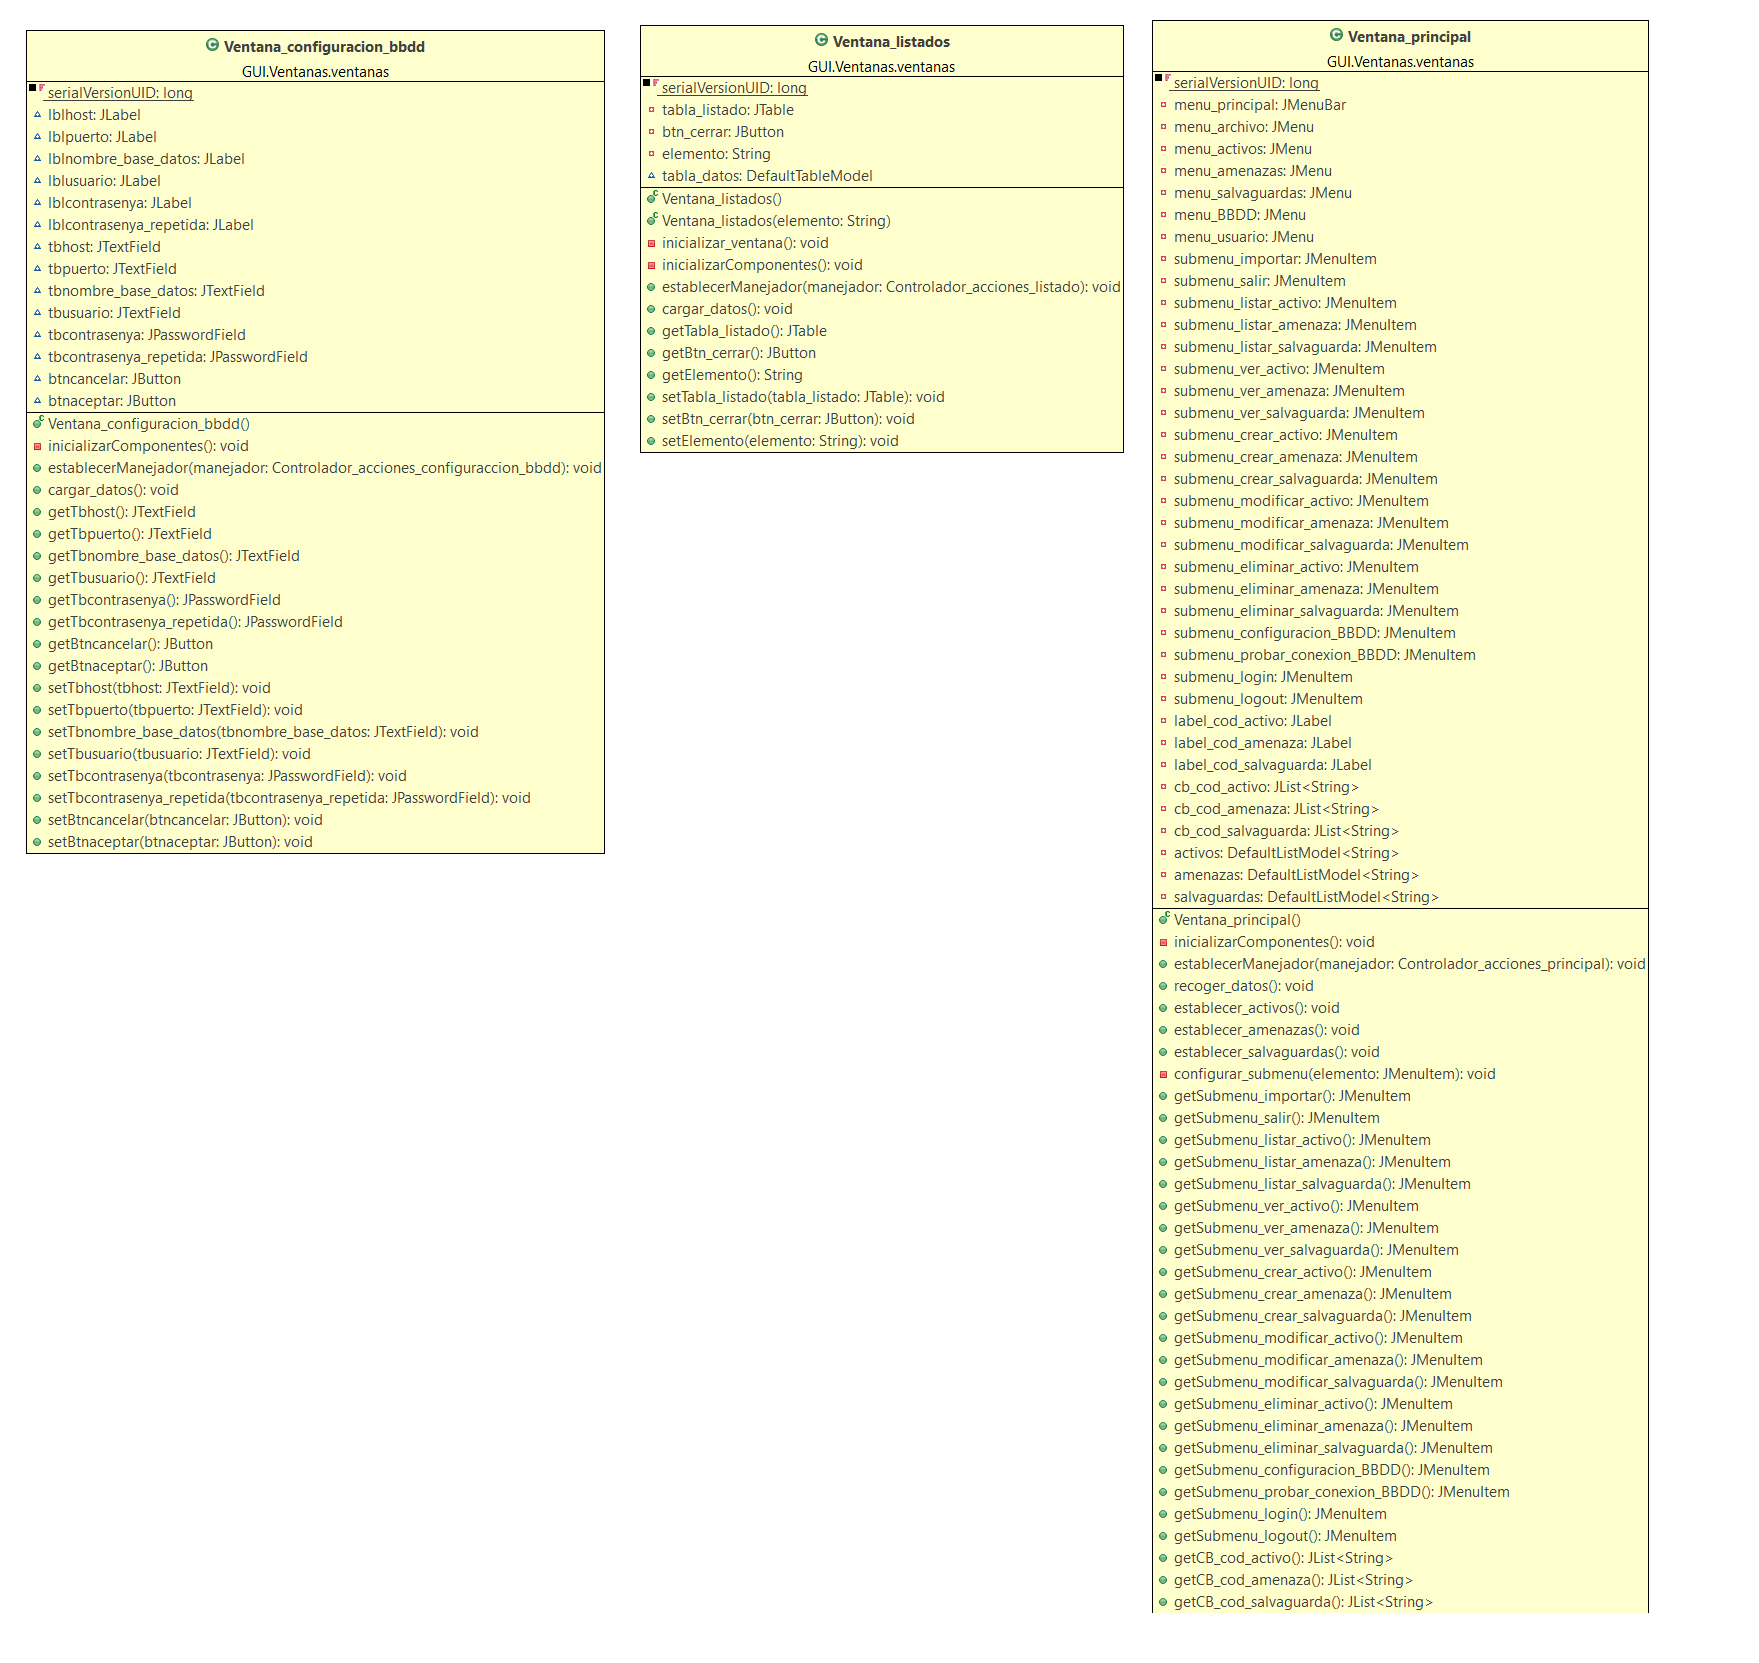 Ventana_configuracion_bbdd
GUI.Ventanas.ventanas
serialVersionUID: long
lblhost: JLabel
lblpuerto: JLabel
lblnombre_base_datos: JLabel
lblusuario: JLabel
lblcontrasenya: JLabel
lblcontrasenya_repetida: JLabel
tbhost: JTextField
tbpuerto: JTextField
tbnombre_base_datos: JTextField
tbusuario: JTextField
tbcontrasenya: JPasswordField
tbcontrasenya_repetida: JPasswordField
btncancelar: JButton
btnaceptar: JButton
Ventana_configuracion_bbdd()
inicializarComponentes(): void
establecerManejador(manejador: Controlador_acciones_configuraccion_bbdd): void
cargar_datos(): void
getTbhost(): JTextField
getTbpuerto(): JTextField
getTbnombre_base_datos(): JTextField
getTbusuario(): JTextField
getTbcontrasenya(): JPasswordField
getTbcontrasenya_repetida(): JPasswordField
getBtncancelar(): JButton
getBtnaceptar(): JButton
setTbhost(tbhost: JTextField): void
setTbpuerto(tbpuerto: JTextField): void
setTbnombre_base_datos(tbnombre_base_datos: JTextField): void
setTbusuario(tbusuario: JTextField): void
setTbcontrasenya(tbcontrasenya: JPasswordField): void
setTbcontrasenya_repetida(tbcontrasenya_repetida: JPasswordField): void
setBtncancelar(btncancelar: JButton): void
setBtnaceptar(btnaceptar: JButton): void
Ventana_listados
GUI.Ventanas.ventanas
serialVersionUID: long
tabla_listado: JTable
btn_cerrar: JButton
elemento: String
tabla_datos: DefaultTableModel
Ventana_listados()
Ventana_listados(elemento: String)
inicializar_ventana(): void
inicializarComponentes(): void
establecerManejador(manejador: Controlador_acciones_listado): void
cargar_datos(): void
getTabla_listado(): JTable
getBtn_cerrar(): JButton
getElemento(): String
setTabla_listado(tabla_listado: JTable): void
setBtn_cerrar(btn_cerrar: JButton): void
setElemento(elemento: String): void
Ventana_principal
GUI.Ventanas.ventanas
serialVersionUID: long
menu_principal: JMenuBar
menu_archivo: JMenu
menu_activos: JMenu
menu_amenazas: JMenu
menu_salvaguardas: JMenu
menu_BBDD: JMenu
menu_usuario: JMenu
submenu_importar: JMenuItem
submenu_salir: JMenuItem
submenu_listar_activo: JMenuItem
submenu_listar_amenaza: JMenuItem
submenu_listar_salvaguarda: JMenuItem
submenu_ver_activo: JMenuItem
submenu_ver_amenaza: JMenuItem
submenu_ver_salvaguarda: JMenuItem
submenu_crear_activo: JMenuItem
submenu_crear_amenaza: JMenuItem
submenu_crear_salvaguarda: JMenuItem
submenu_modificar_activo: JMenuItem
submenu_modificar_amenaza: JMenuItem
submenu_modificar_salvaguarda: JMenuItem
submenu_eliminar_activo: JMenuItem
submenu_eliminar_amenaza: JMenuItem
submenu_eliminar_salvaguarda: JMenuItem
submenu_configuracion_BBDD: JMenuItem
submenu_probar_conexion_BBDD: JMenuItem
submenu_login: JMenuItem
submenu_logout: JMenuItem
label_cod_activo: JLabel
label_cod_amenaza: JLabel
label_cod_salvaguarda: JLabel
cb_cod_activo: JList<String>
cb_cod_amenaza: JList<String>
cb_cod_salvaguarda: JList<String>
activos: DefaultListModel<String>
amenazas: DefaultListModel<String>
salvaguardas: DefaultListModel<String>
Ventana_principal()
inicializarComponentes(): void
establecerManejador(manejador: Controlador_acciones_principal): void
recoger_datos(): void
establecer_activos(): void
establecer_amenazas(): void
establecer_salvaguardas(): void
configurar_submenu(elemento: JMenuItem): void
getSubmenu_importar(): JMenuItem
getSubmenu_salir(): JMenuItem
getSubmenu_listar_activo(): JMenuItem
getSubmenu_listar_amenaza(): JMenuItem
getSubmenu_listar_salvaguarda(): JMenuItem
getSubmenu_ver_activo(): JMenuItem
getSubmenu_ver_amenaza(): JMenuItem
getSubmenu_ver_salvaguarda(): JMenuItem
getSubmenu_crear_activo(): JMenuItem
getSubmenu_crear_amenaza(): JMenuItem
getSubmenu_crear_salvaguarda(): JMenuItem
getSubmenu_modificar_activo(): JMenuItem
getSubmenu_modificar_amenaza(): JMenuItem
getSubmenu_modificar_salvaguarda(): JMenuItem
getSubmenu_eliminar_activo(): JMenuItem
getSubmenu_eliminar_amenaza(): JMenuItem
getSubmenu_eliminar_salvaguarda(): JMenuItem
getSubmenu_configuracion_BBDD(): JMenuItem
getSubmenu_probar_conexion_BBDD(): JMenuItem
getSubmenu_login(): JMenuItem
getSubmenu_logout(): JMenuItem
getCB_cod_activo(): JList<String>
getCB_cod_amenaza(): JList<String>
getCB_cod_salvaguarda(): JList<String>